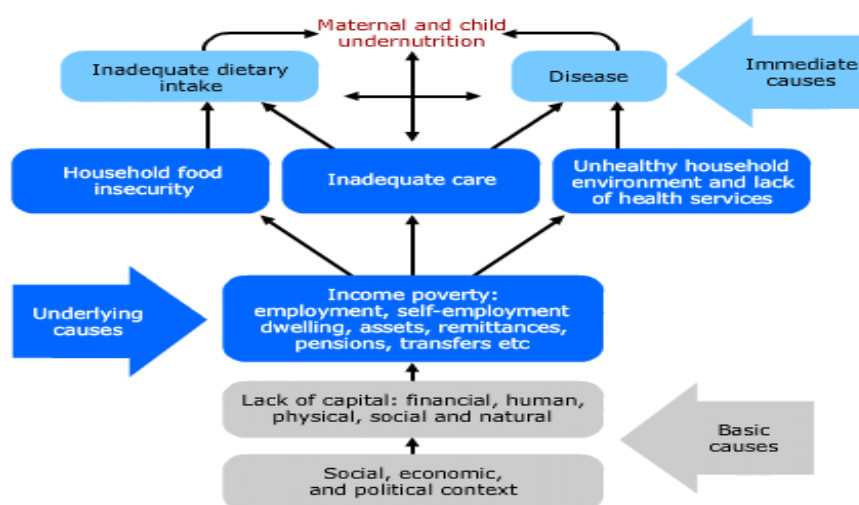 Maternal and child
undernutrition
Inadequate dietary
intake
Disease
Immediate
causes
Household food
insecurity
Inadequate care
Unhealthy household
environment and lack
of health services
Underlying
causes
Income poverty:
employment, self-employment
dwelling, assets, remittances,
pensions, transfers etc
Lack of capital: financial, human,
physical, social and natural
Basic
causes
Social, economic,
and political context